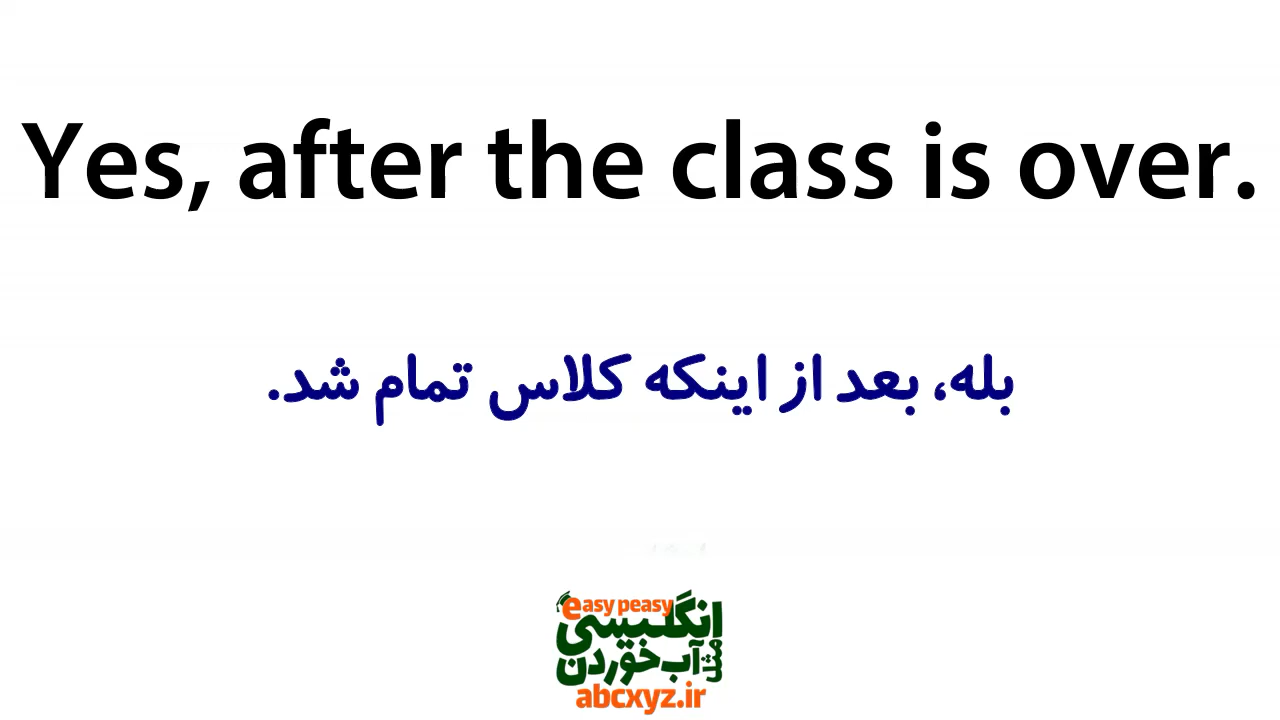 Yes, after the class is over.
بله، بعد از اینکه کلاس تمام شد.
easy peasy
انگلیسی
مثل آب خوردن
abcxyz.ir